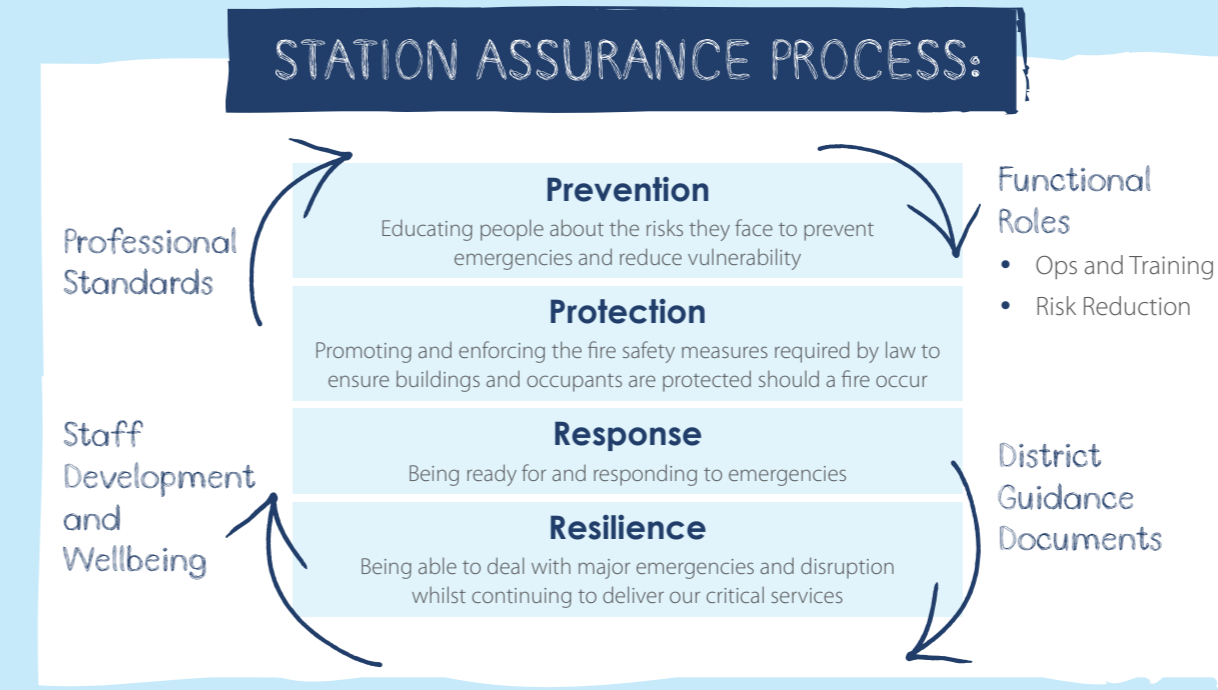 STATION ASSURANCE PROCESS:
Professional
Standards
Staff
Development
and
Wellbeing
Prevention
Educating people about the risks they face to prevent
emergencies and reduce vulnerability
Protection
Promoting and enforcing the fire safety measures required by law to
ensure buildings and occupants are protected should a fire occur
Response
Being ready for and responding to emergencies
Resilience
Being able to deal with major emergencies and disruption
whilst continuing to deliver our critical services
Functional
Roles
• Ops and Training
• Risk Reduction
District
Guidance
Documents